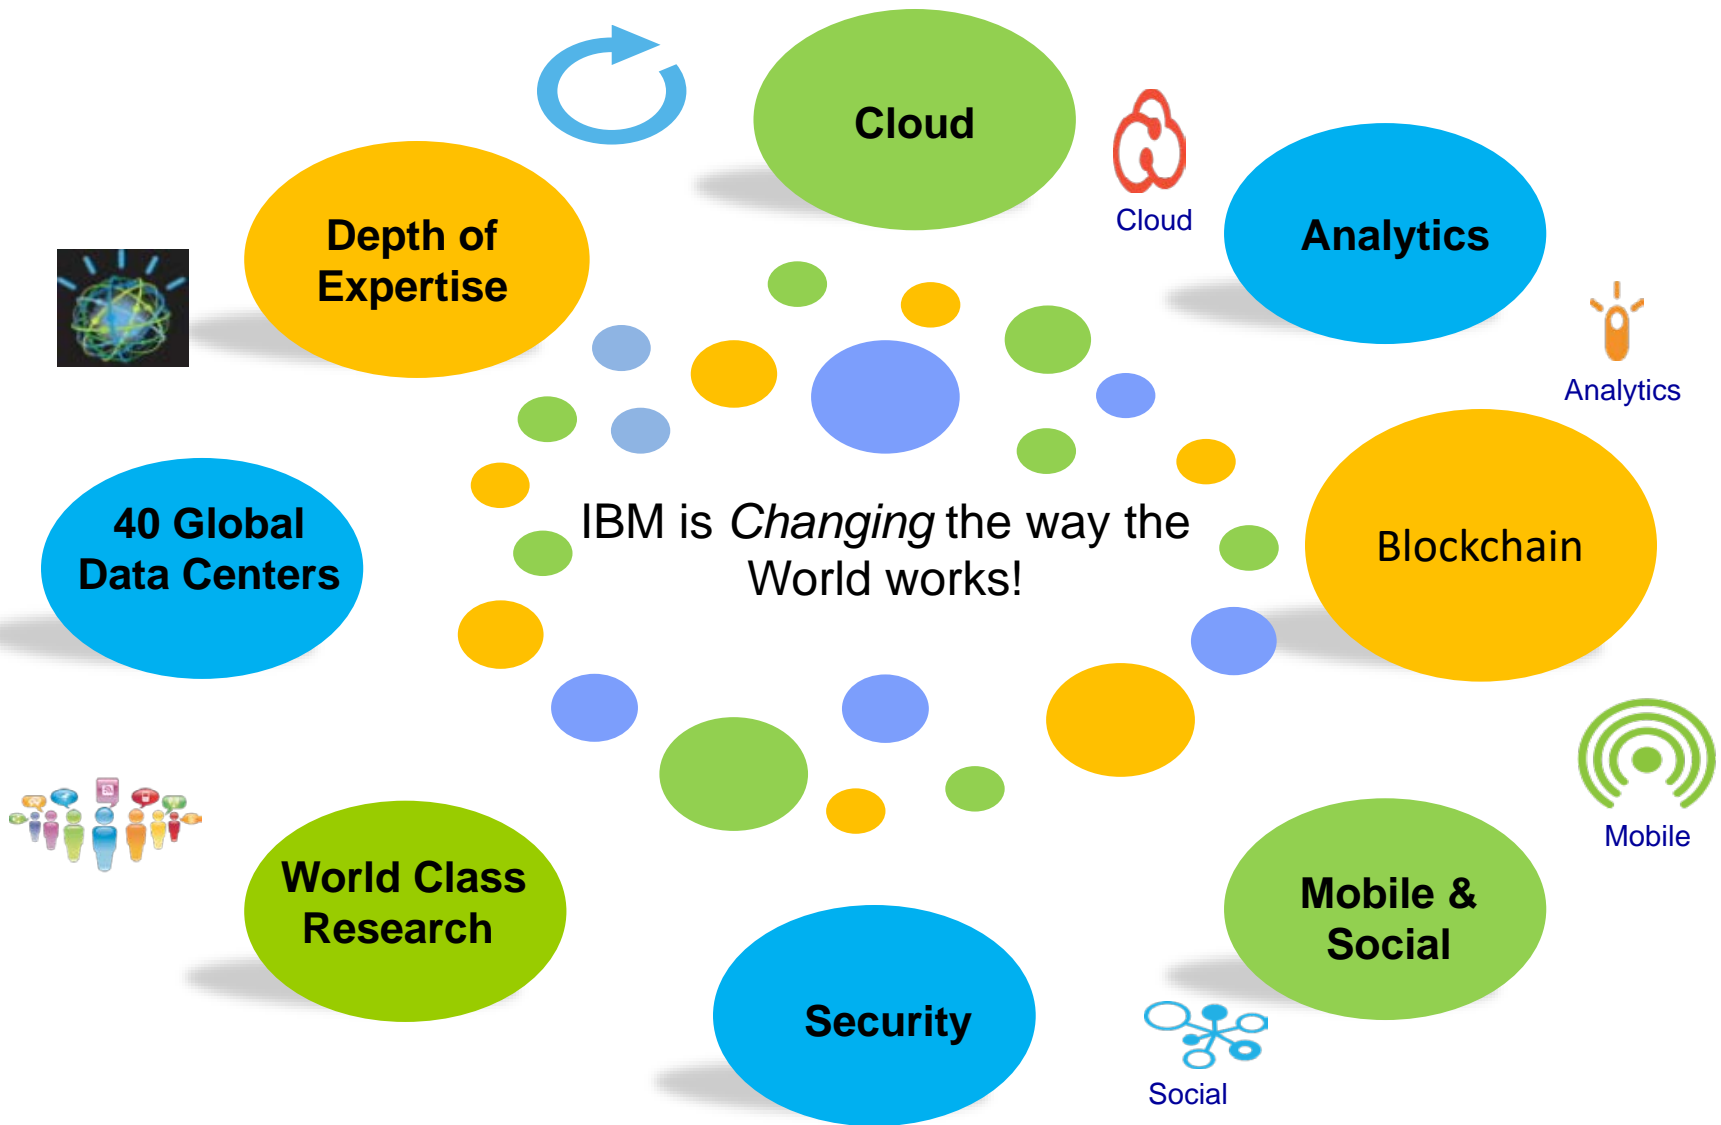 Cloud
Cloud
Analytics
Analytics
Depth of
Expertise
40 Global
Data Centers
IBM is Changing the way the
World works!
Blockchain
Mobile
World Class
Research
Mobile &
Social
Security
Social